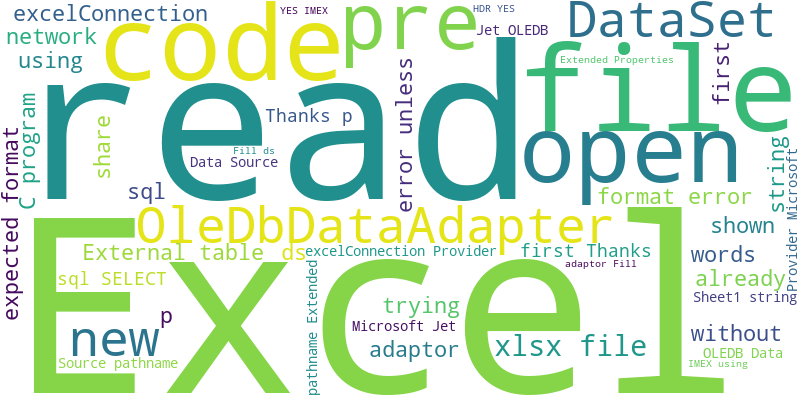 excelConnection
YES IMEX
HDR YES
DataSet
code
pre
network
Jet OLEDB
using
Extended Properties
first
file
read
error unless
Thanks p
C program
share
Fill ds
Data Source
open
string
Provider Microsoft
expected format
sql
format error
OleDbDataAdapter
shown
External table
ds
excelConnection Provider
first Thanks
words
adaptor Fill
sql SELECT
pathname Extended
already
Excel
Sheet1 string
trying
p
Microsoft Jet
new
without
xlsx file
adaptor
OLEDB Data
Source pathname
IMEX using